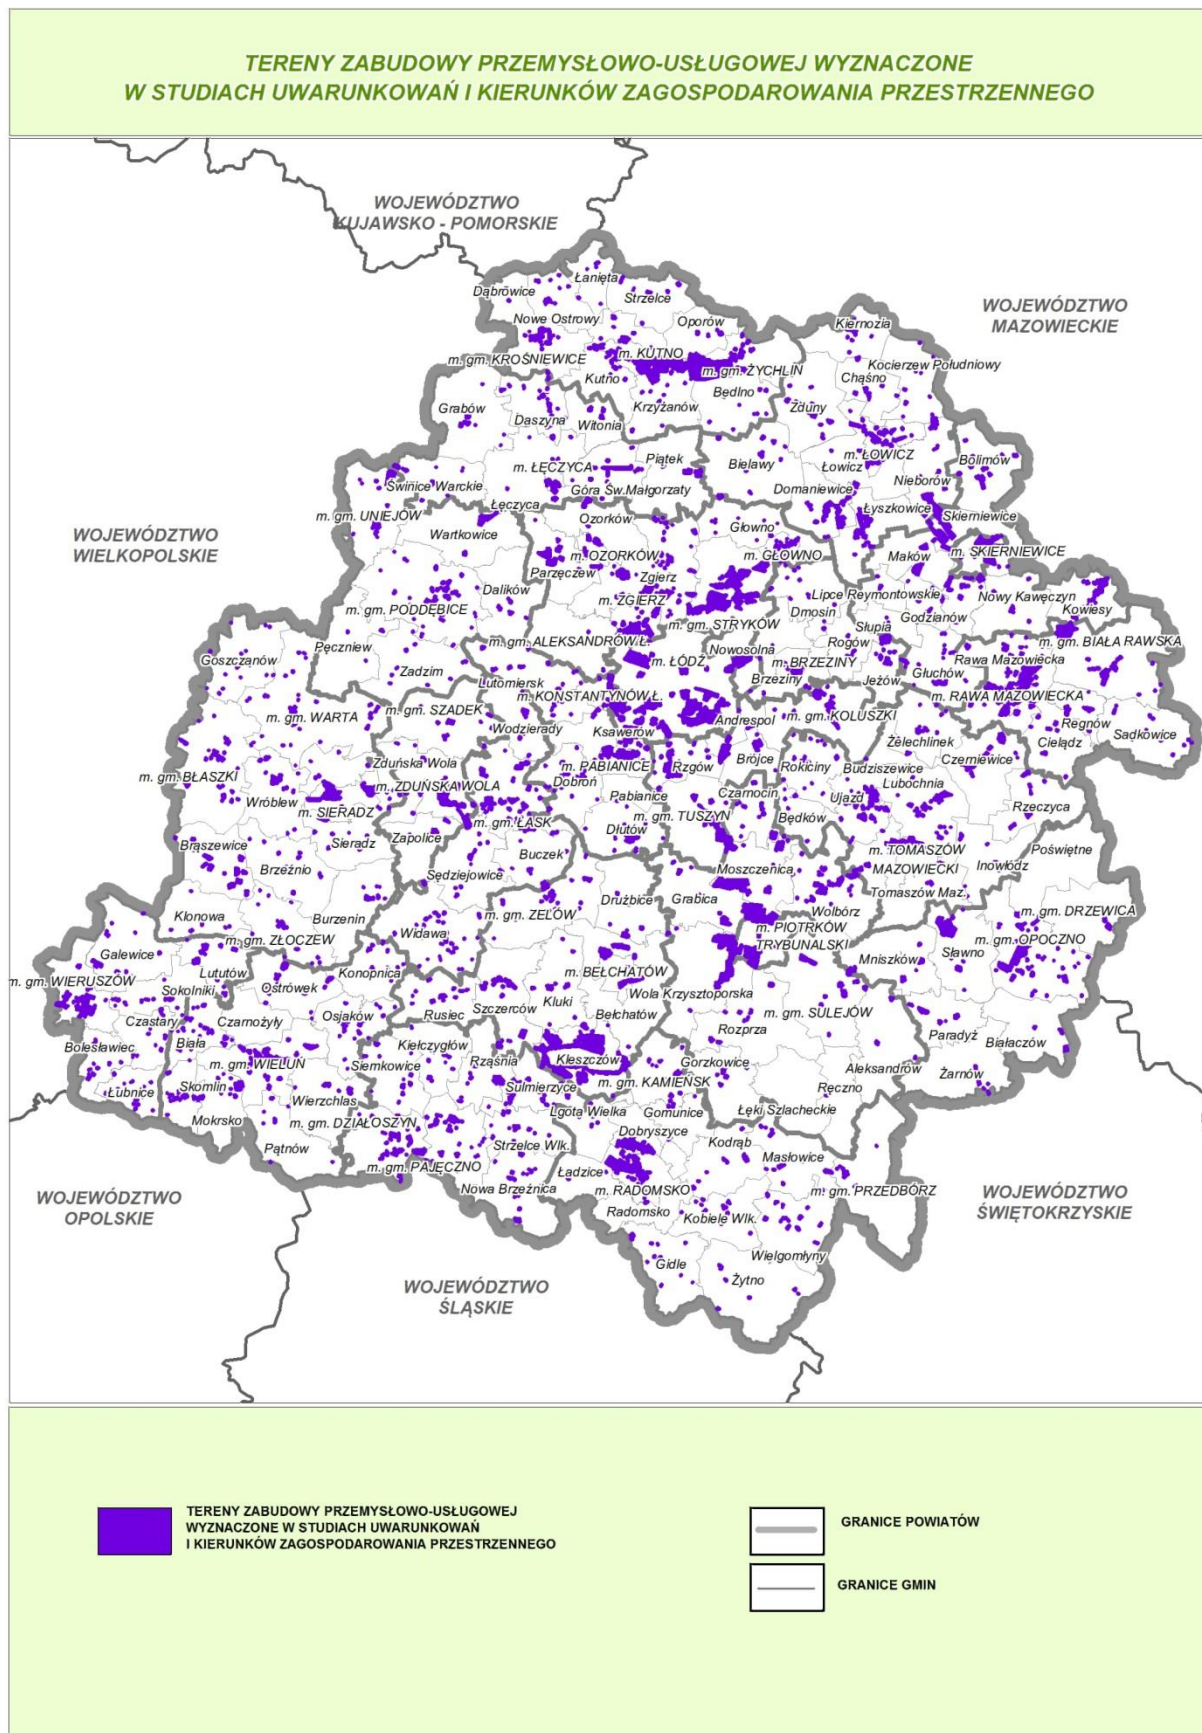 TERENY ZABUDOWY PRZEMYSŁOWO-USŁUGOWEJ WYZNACZONE
W STUDIACH UWARUNKOWAŃ I KIERUNKÓW ZAGOSPODAROWANIA PRZESTRZENNEGO
WOJEWÓDZTWO
KUJAWSKO - POMORSKIE
WOJEWÓDZTWO
MAZOWIECKIE
Łanięta
Dąbrowice
Strzelce
Nowe Ostrowy
Oporów
Kiernozia
m. gm. KROŚNIEWICE
m. KUTNO
Kocierzew Południowy
m. gm. ŻYCHLIN
Chąśno
Kutno
Bedlno
Grabów
Krzyżanów
Zduny
Daszyna
Witonia
m. ŁOWICZ
Piątek
Bielawy
Bolimów
m. ŁĘCZYCA
Łowicz
Świnice Warckie
Góra Św.Małgorzaty
Domaniewice
Nieborów
Łęczyca
Łyszkowice
m. gm. UNIEJÓW
Ozorków
Skierniewice
WOJEWÓDZTWO
WIELKOPOLSKIE
Wartkowice
Głowno
m. OZORKÓW
m. GŁOWNO
m. SKIERNIEWICE
Parzęczew
Zgierz
Maków
Dalików
Lipce Reymontowskie
Nowy Kawęczyn
m. ZGIERZ
Kowiesy
m. gm. PODDĘBICE
Dmosin
Godzianów
m. gm. STRYKÓW
Słupia
Pęczniew
m. gm. ALEKSANDRÓW Ł.
Nowosolna
Rogów
m. gm. BIAŁA RAWSKA
Goszczanów
m. ŁÓDŹ
m. BRZEZINY
Rawa Mazowiecka
Zadzim
Brzeziny
Jeżów
Głuchów
Lutomiersk
m. KONSTANTYNÓW Ł.
m. RAWA MAZOWIECKA
m. gm. WARTA
m. gm. SZADEK
Andrespol
m. gm. KOLUSZKI
Regnów
Wodzierady
Ksawerów
Sadkowice
Żelechlinek
Cielądz
Brójce
Zduńska Wola
m. PABIANICE
Rzgów
Rokiciny
Budziszewice
Czerniewice
m. gm. BŁASZKI
Dobroń
Lubochnia
m. ZDUŃSKA WOLA
Czarnocin
Wróblew
Pabianice
Ujazd
Rzeczyca
m. SIERADZ
m. gm. ŁASK
m. gm. TUSZYN
Będków
Zapolice
Dłutów
Brąszewice
Sieradz
m. TOMASZÓW
MAZOWIECKI
Poświętne
Buczek
Inowłódz
Brzeźnio
Sędziejowice
Moszczenica
Tomaszów Maz.
Drużbice
Grabica
Klonowa
Burzenin
m. gm. ZELÓW
Wolbórz
m. gm. DRZEWICA
Widawa
m. PIOTRKÓW
TRYBUNALSKI
m. gm. ZŁOCZEW
m. gm. OPOCZNO
Galewice
Sławno
Mniszków
Lututów
Konopnica
m. BEŁCHATÓW
m. gm. WIERUSZÓW
Sokolniki
Ostrówek
Wola Krzysztoporska
Kluki
Szczerców
m. gm. SULEJÓW
Czastary
Czarnożyły
Osjaków
Rusiec
Bełchatów
Rozprza
Paradyż
Białaczów
Bolesławiec
Biała
Kiełczygłów
m. gm. WIELUŃ
Siemkowice
Rząśnia
Kleszczów
Gorzkowice
Aleksandrów
Żarnów
Łubnice
Skomlin
Sulmierzyce
m. gm. KAMIEŃSK
Ręczno
Wierzchlas
Lgota Wielka
Gomunice
Łęki Szlacheckie
Mokrsko
m. gm. DZIAŁOSZYN
Dobryszyce
Kodrąb
Pątnów
Strzelce Wlk.
Masłowice
m. gm. PAJĘCZNO
Ładzice
Nowa Brzeźnica
m. RADOMSKO
m. gm. PRZEDBÓRZ
WOJEWÓDZTWO
OPOLSKIE
WOJEWÓDZTWO
ŚWIĘTOKRZYSKIE
Radomsko
Kobiele Wlk.
Gidle
Wielgomłyny
Żytno
WOJEWÓDZTWO
ŚLĄSKIE
TERENY ZABUDOWY PRZEMYSŁOWO-USŁUGOWEJ
WYZNACZONE W STUDIACH UWARUNKOWAŃ
I KIERUNKÓW ZAGOSPODAROWANIA PRZESTRZENNEGO
GRANICE POWIATÓW
GRANICE GMIN